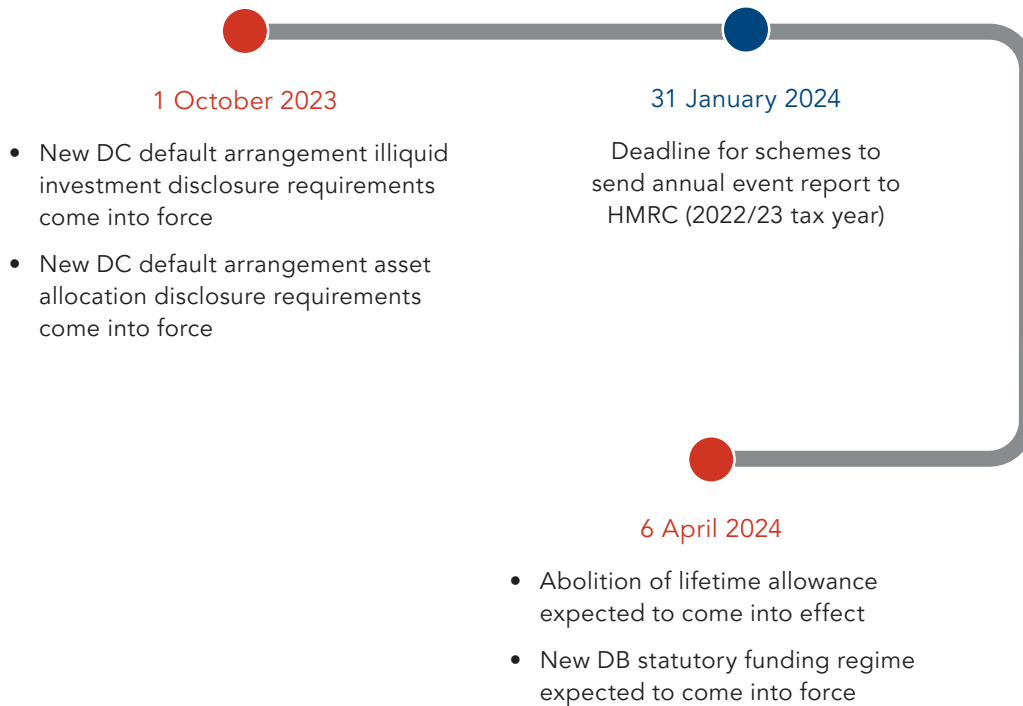 1 October 2023
• New DC default arrangement illiquid
investment disclosure requirements
come into force
• New DC default arrangement asset
allocation disclosure requirements
come into force
31 January 2024
Deadline for schemes to
send annual event report to
HMRC (2022/23 tax year)
6 April 2024
• Abolition of lifetime allowance
expected to come into effect
• New DB statutory funding regime
expected to come into force